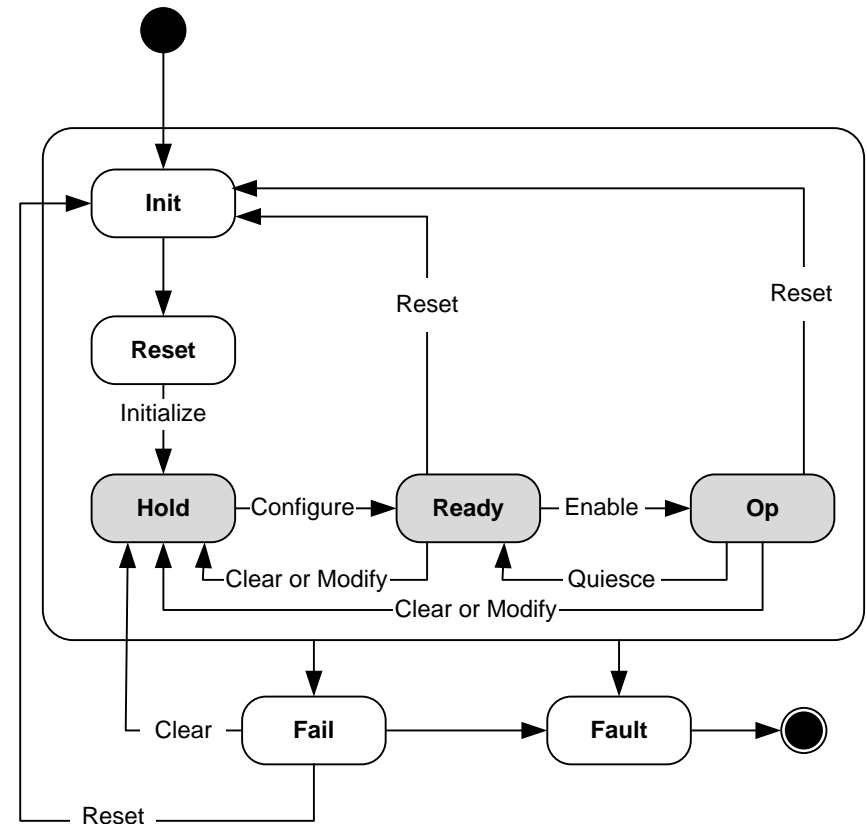 Init
Reset
Reset
Reset
Initialize
Hold
Configure
Ready
Enable
Op
Clear or Modify
Quiesce
Clear or Modify
Clear
Fail
Fault
Reset